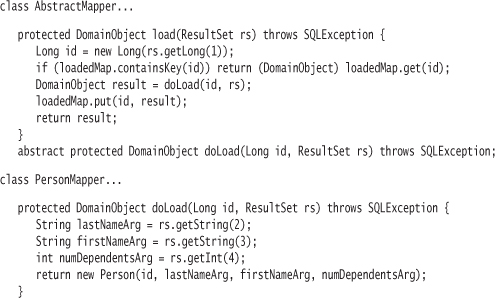 class AbstractMapper...
protected DomainObject load(ResultSet rs) throws SQLException {
Long id = new Long(rs.getLong(1));
if (loadedMap.containsKey(id)) return (DomainObject) loadedMap.get(id);
DomainObject result = doLoad(id, rs);
loadedMap.put(id, result);
return result;
}
abstract protected DomainObject doLoad(Long id, ResultSet rs) throws SQLException;
class PersonMapper...
protected DomainObject doLoad(Long id, ResultSet rs) throws SQLException {
String lastNameArg = rs.getString(2);
String firstNameArg = rs.getString(3);
int numDependentsArg = rs.getInt(4);
return new Person(id, lastNameArg, firstNameArg, numDependentsArg);
}